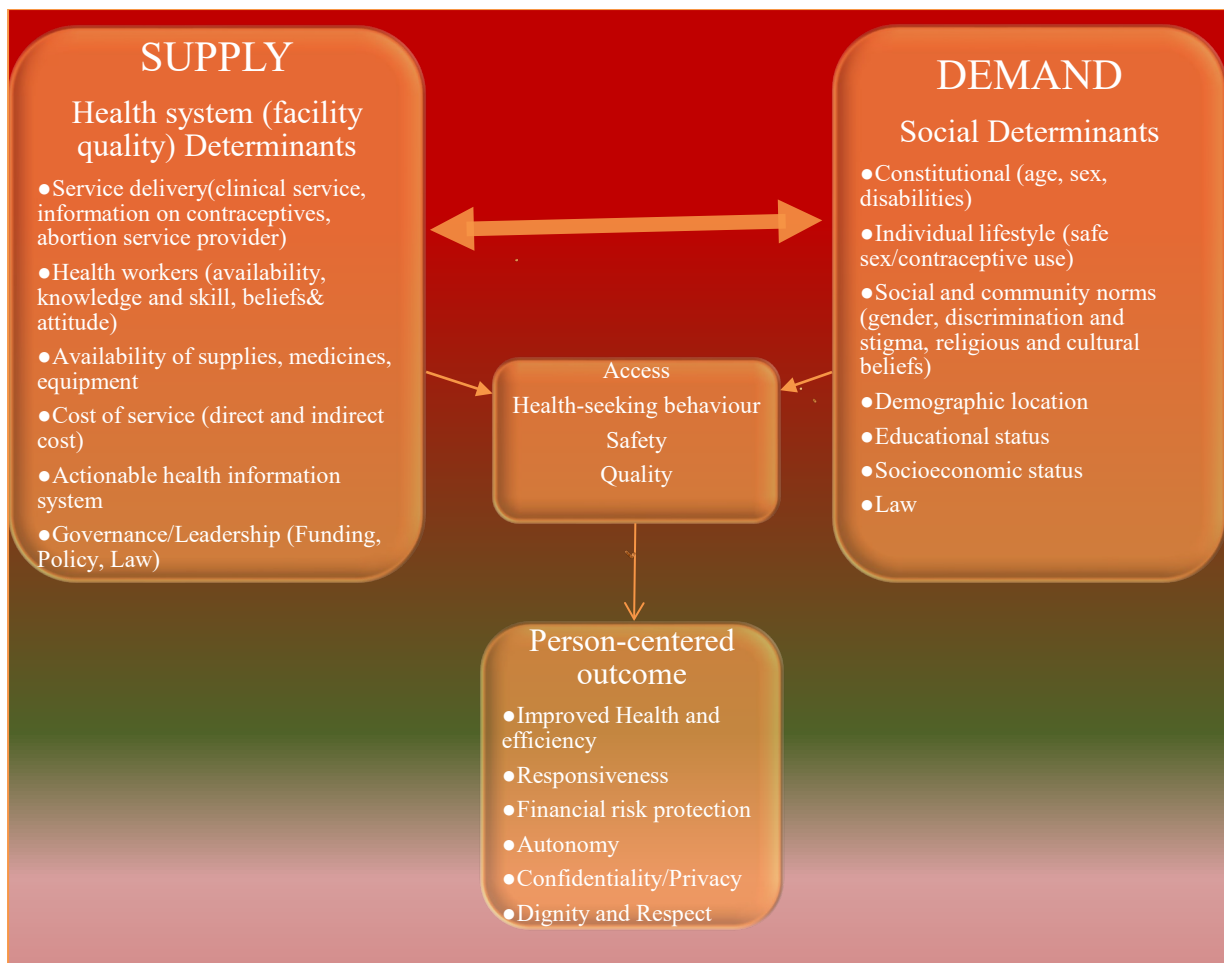 SUPPLY
Health system (facility
quality) Determinants
●Service delivery(clinical service,
information on contraceptives,
abortion service provider)
●Health workers (availability,
knowledge and skill, beliefs&
attitude)
●Availability of supplies, medicines,
equipment
●Cost of service (direct and indirect
cost)
●Actionable health information
system
●Governance/Leadership (Funding,
Policy, Law)
DEMAND
Social Determinants
●Constitutional (age, sex,
disabilities)
●Individual lifestyle (safe
sex/contraceptive use)
●Social and community norms
(gender, discrimination and
stigma, religious and cultural
beliefs)
●Demographic location
●Educational status
●Socioeconomic status
●Law
Access
Health-seeking behaviour
Safety
Quality
Person-centered
outcome
●Improved Health and
efficiency
●Responsiveness
●Financial risk protection
●Autonomy
●Confidentiality/Privacy
●Dignity and Respect